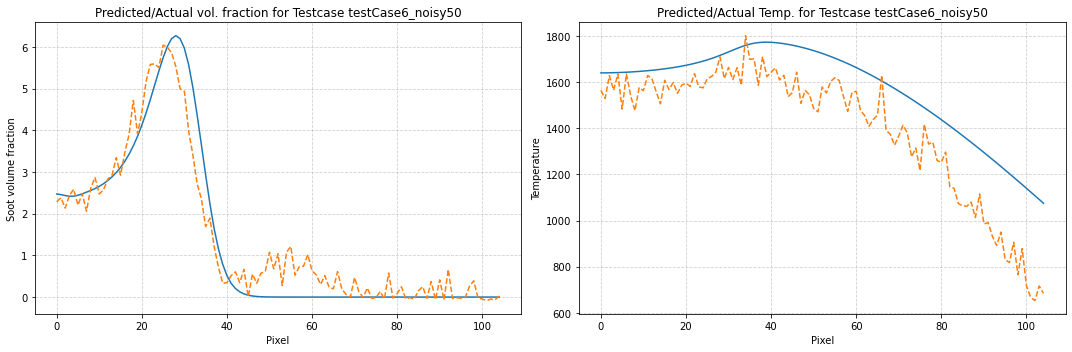 Predicted/Actual vol. fraction for Testcase testCase6_noisy50
Soot volume fraction
6
5
4
3
2
1
0
0 20 40 60 80 100
Pixel
Predicted/Actual Temp. for Testcase testCase6_noisy50
Temperature
1800
1600
1400
1200
1000
800
600
0 20 40 60 80 100
Pixel